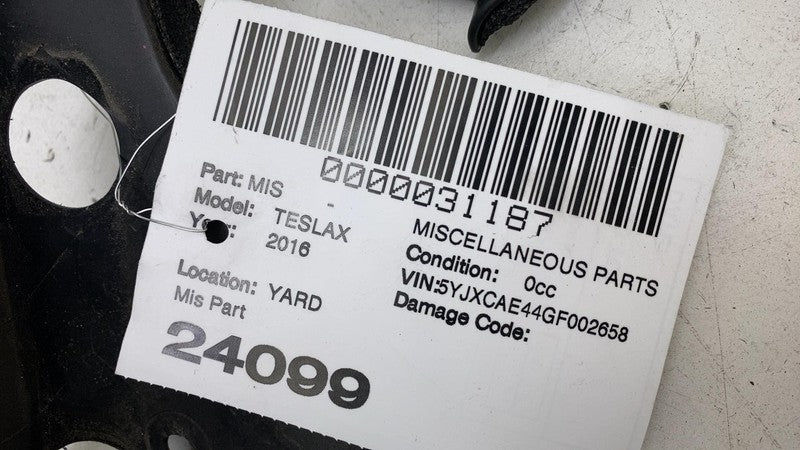 0000031187
Part: MIS -
MISCELLANEOUS PARTS
Model: TESLAX
Condition: 0cc
2016
VIN:5YJXCAE44GF002658
Location: YARD
Damage Code:
Mis Part
24099